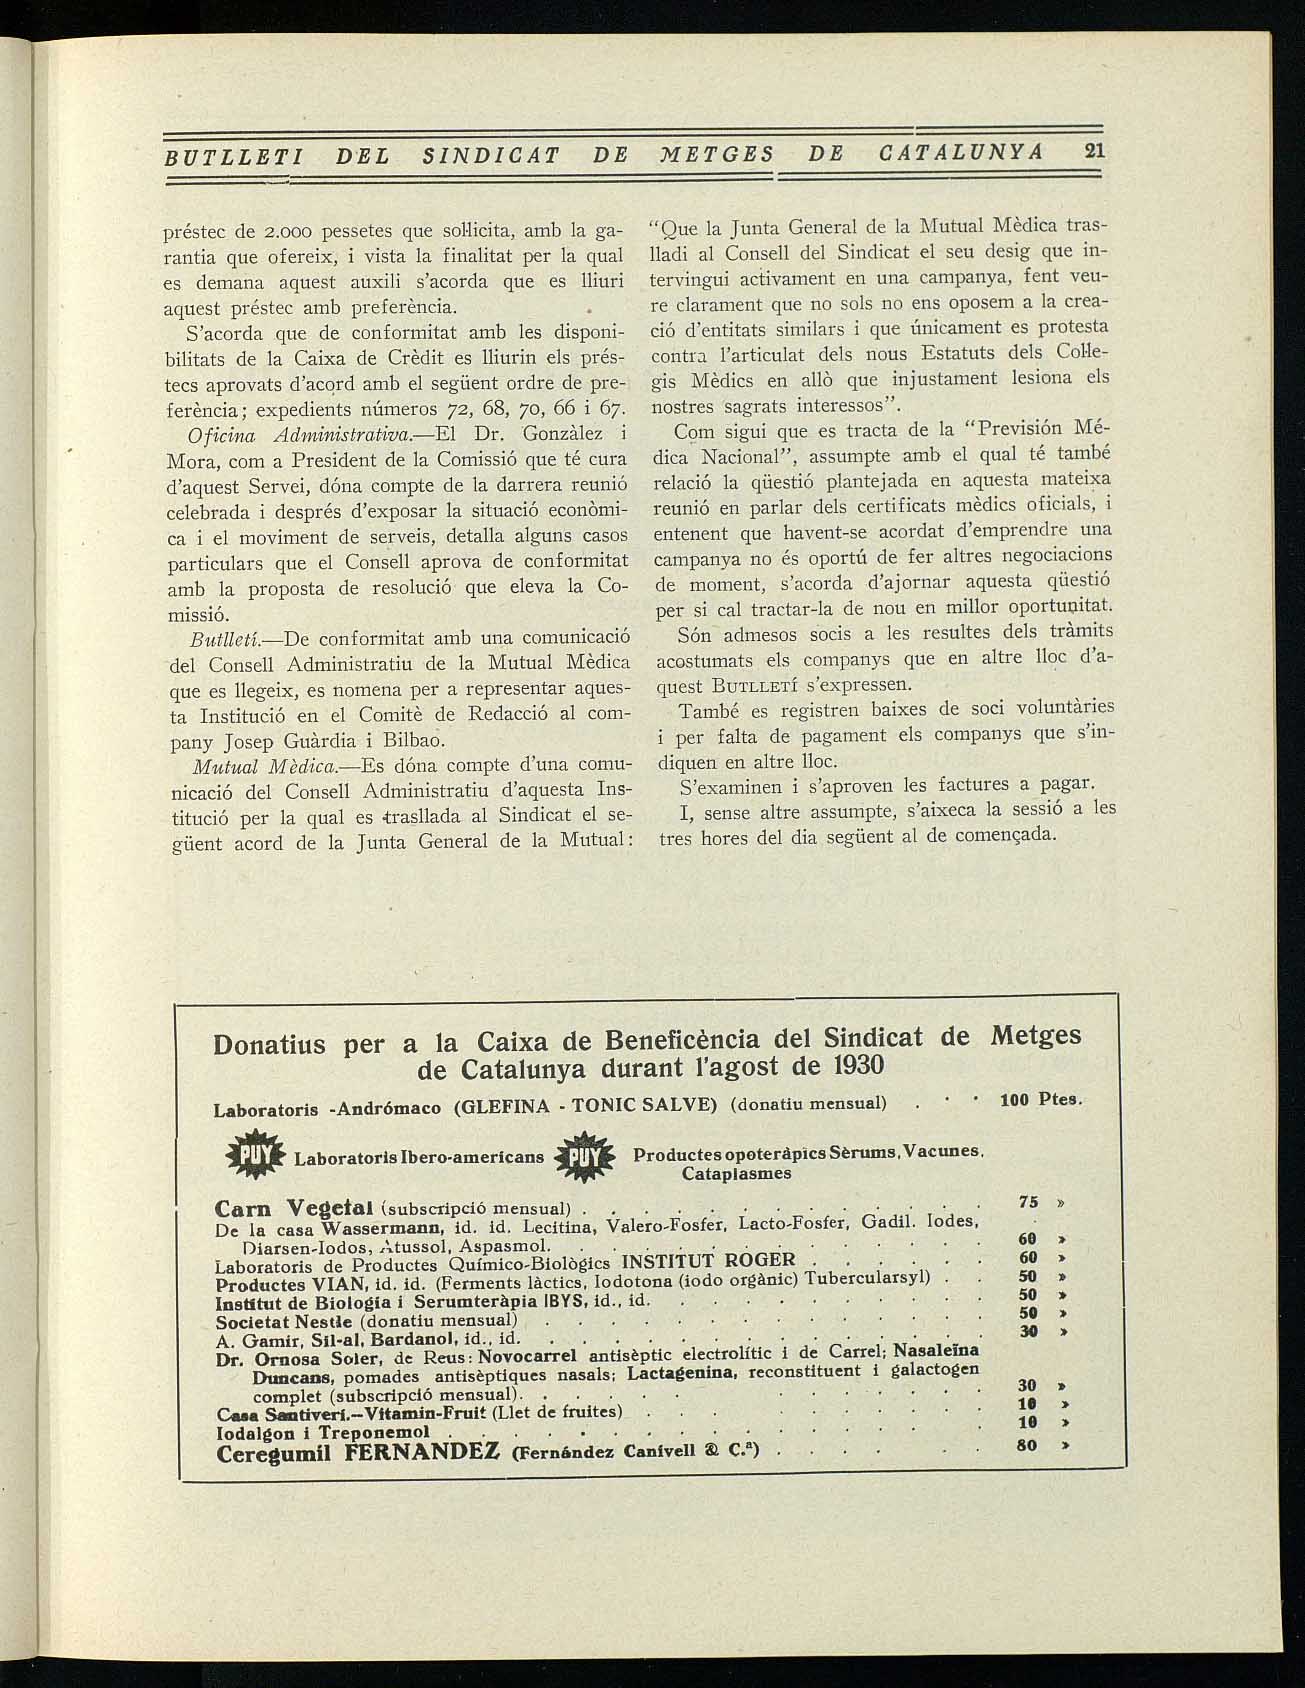 BUTLLETI DEL SINDICAT DE METGES DE CATALUNYA 21
préstec de 2.000 pessetes que sol·licita, amb la ga-
rantia que ofereix, i vista la finalitat per la qual
es demana aquest auxili s'acorda que es lliuri
aquest préstec amb preferència.
S'acorda que de conformitat amb les disponi-
bilitats de la Caixa de Crèdit es lliurin els prés-
tecs aprovats d'acord amb el següent ordre de pre-
ferència; expedients números 72, 68, 70, 66 i 67.
Oficina Administrativa.—El Dr. Gonzàlez i
Mora, com a President de la Comissió que té cura
d'aquest Servei, dóna compte de la darrera reunió
celebrada i després d'exposar la situació econòmi-
ca i el moviment de serveis, detalla alguns casos
particulars que el Consell aprova de conformitat
amb la proposta de resolució que eleva la Co-
missió.
Butlletí.—De conformitat amb una comunicació
del Consell Administratiu de la Mutual Mèdica
que es llegeix, es nomena per a representar aques-
ta Institució en el Comitè de Redacció al com-
pany Josep Guàrdia i Bilbao.
Mutual Mèdica.—Es dóna compte d'una comu-
nicació del Consell Administratiu d'aquesta Ins-
titució per la qual es trasllada al Sindicat el se-
güent acord de la Junta General de la Mutual:
"Que la Junta General de la Mutual Mèdica tras-
lladi al Consell del Sindicat el seu desig que in-
tervingui activament en una campanya, fent veu-
re clarament que no sols no ens oposem a la crea-
ció d'entitats similars i que únicament es protesta
contra l'articulat dels nous Estatuts dels Col·le-
gis Mèdics en allò que injustament lesiona els
nostres sagrats interessos".
Com sigui que es tracta de la "Previsión Mé-
dica Nacional", assumpte amb el qual té també
relació la qüestió plantejada en aquesta mateixa
reunió en parlar dels certificats mèdics oficials, i
entenent que havent-se acordat d'emprendre una
campanya no és oportú de fer altres negociacions
de moment, s'acorda d'ajornar aquesta qüestió
per si cal tractar-la de nou en millor oportunitat.
Són admesos socis a les resultes dels tràmits
acostumats els companys que en altre lloc d'a-
quest BUTLLETÍ s'expressen.
També es registren baixes de soci voluntàries
i per falta de pagament els companys que s'in-
diquen en altre lloc.
S'examinen i s'aproven les factures a pagar.
I, sense altre assumpte, s'aixeca la sessió a les
tres hores del dia següent al de començada.
Donatius per a la Caixa de Beneficència del Sindicat de Metges
de Catalunya durant l'agost de 1930
Laboratoris -Andrómaco (GLEFINA - TONIC SALVE) (donatiu mensual) . . . 100 Ptes.
PUY Laboratoris Ibero-americans PUY Productes opoteràpics Sèrums, Vacunes.
Cataplasmes
Carn Vegetal (subscripció mensual) . . . . . . . . . . . . . 75 »
De la casa Wassermann, id. id. Lecitina, Valero-Fosfer, Lacto-Fosfer, Gadil. Iodes,
Diarsen-Iodos, Atussol, Aspasmol. . . . . . . . . . . . . . 60 »
Laboratoris de Productes Químico-Biològics INSTITUT ROGER . . . . . . 60 »
Productes VIAN, id. id. (Ferments làctics, Iodotona (iodo orgànic) Tubercularsyl) . . 50 »
Institut de Biologia i Serumteràpia IBYS, id., id. . . . . . . . . . . . 50 »
Societat Nestle (donatiu mensual) . . . . . . . . . . . . . . 50 »
A. Gamir, Sil-al, Bardanol, id., id. . . . . . . . . . . . . . . 30 »
Dr. Ornosa Soler, de Reus: Novocarrel antisèptic electrolític i de Carrel; Nasaleïna
Duncans, pomades antisèptiques nasals; Lactagenina, reconstituent i galactogen
complet (subscripció mensual). . . . . . . . . . . . . 30 »
Casa Santiveri.—Vitamin-Fruit (Llet de fruites) . . . . . . . . . 10 »
Iodalgon i Treponemol . . . . . . . . . . . . . . . 10 »
Ceregumil FERNANDEZ (Fernández Canivell & C.ª) . . . . . . 80 »